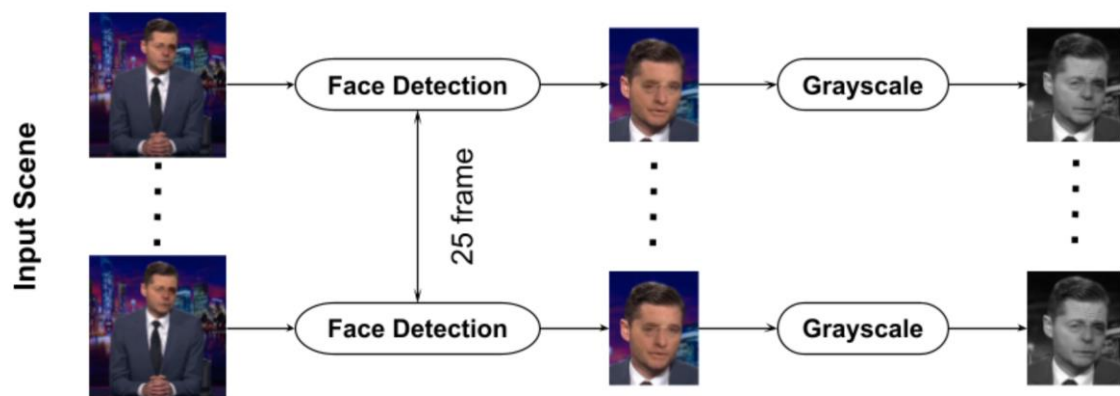 Input Scene
Face Detection
Grayscale
25 frame
Face Detection
Grayscale